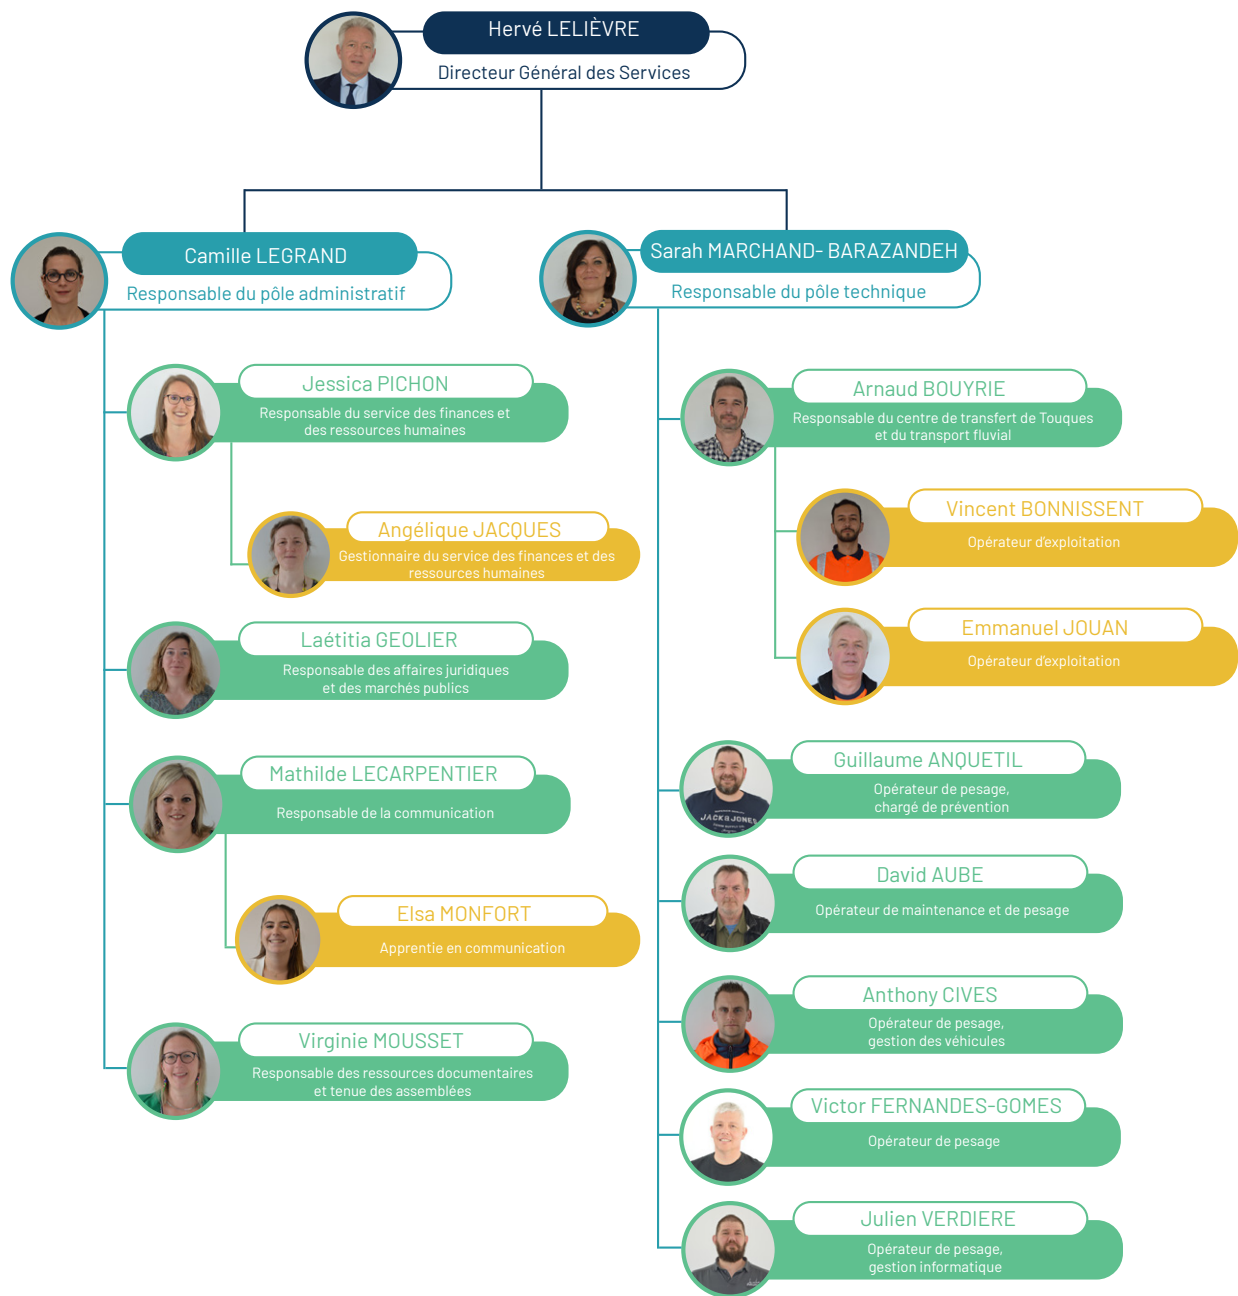 Hervé LELIÈVRE
Directeur Général des Services
Camille LEGRAND
Responsable du pôle administratif
Sarah MARCHAND- BARAZANDEH
Responsable du pôle technique
Jessica PICHON
Responsable du service des finances et
des ressources humaines
Angélique JACQUES
Gestionnaire du service des finances et des
ressources humaines
Laétitia GEOLIER
Responsable des affaires juridiques
et des marchés publics
Mathilde LECARPENTIER
Responsable de la communication
Elsa MONFORT
Apprentie en communication
Virginie MOUSSET
Responsable des ressources documentaires
et tenue des assemblées
Arnaud BOUYRIE
Responsable du centre de transfert de Touques
et du transport fluvial
Vincent BONNISSENT
Opérateur d'exploitation
Emmanuel JOUAN
Opérateur d'exploitation
Guillaume ANQUETIL
Opérateur de pesage,
chargé de prévention
JACK & JONES
David AUBE
Opérateur de maintenance et de pesage
Anthony CIVES
Opérateur de pesage,
gestion des véhicules
Victor FERNANDES-GOMES
Opérateur de pesage
Julien VERDIERE
Opérateur de pesage,
gestion informatique